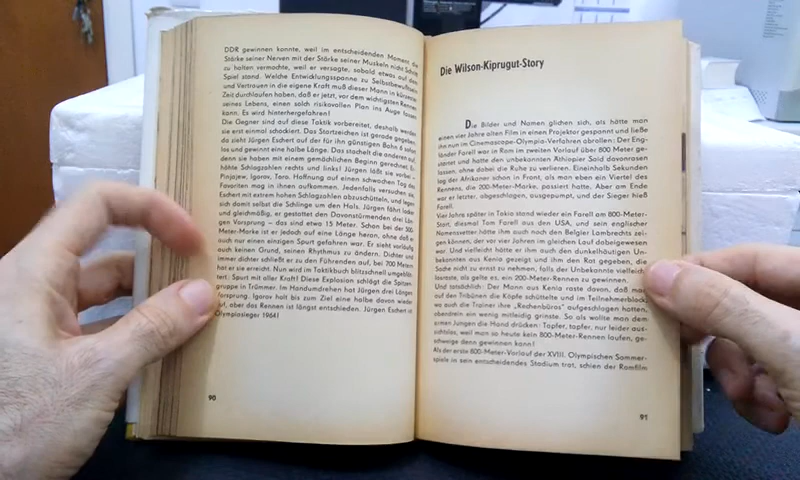 DDR gewinnen konnte, weil im entscheidenden Moment die
Stärke seiner Nerven mit der Stärke seiner Muskeln nicht Schritt
zu halten vermochte, weil er versagte, sobald etwas auf dem
Spiel stand. Welche Entwicklungsspanne zu Selbstbewußtsein
und Vertrauen in die eigene Kraft muß dieser Mann in kürzester
Zeit durchlaufen haben, daß er jetzt, vor dem wichtigsten Rennen
seines Lebens, einen solch risikovollen Plan ins Auge fassen
kann. Es wird hinterhergefahren!
Die Gegner sind auf diese Taktik vorbereitet, deshalb werden
sie erst einmal schockiert. Das Startzeichen ist gerade gegeben,
da zieht Jürgen Eschert auf der für ihn günstigen Bahn 6 sofort
los und gewinnt eine halbe Länge. Das stachelt die anderen auf,
denn sie haben mit einem gemächlichen Beginn gerechnet. Er-
höhte Schlagzahlen rechts und links! Jürgen läßt sie vorbei –
Pinjajew, Igorov, Toro. Hoffnung auf einen schwachen Tag des
Favoriten mag in ihnen aufkommen. Jedenfalls versuchen sie,
Eschert mit extrem hohen Schlagzahlen abzuschütteln, und legen
sich damit selbst die Schlinge um den Hals. Jürgen fährt locker
und gleichmäßig, er gestattet den Davonstürmenden die Län-
gen Vorsprung – das sind etwa 15 Meter. Schon bei der 500-
Meter-Marke ist er jedoch auf eine Länge heran, ohne daß er
auch nur einen einzigen Spurt gefahren war. Er sieht vorläufig
auch keinen Grund, seinen Rhythmus zu ändern. Dichter und
immer dichter schließt er zu den Führenden auf, bei 700 Metern
hat er sie erreicht. Nun wird im Taktikbuch blitzschnell umgeblät-
tert: Spurt mit aller Kraft! Diese Explosion schlägt die Spitzen-
gruppe in Trümmer. Im Handumdrehen hat Jürgen drei Längen
Vorsprung. Igorov holt bis zum Ziel eine halbe davon wieder
auf, aber das Rennen ist längst entschieden. Jürgen Eschert ist
Olympiasieger 1964!
90
Die Wilson-Kiprugut-Story
Die Bilder und Namen glichen sich, als hätte man
einen vier Jahre alten Film in einen Projektor gespannt und ließe
ihn nun im Cinemascope-Olympia-Verfahren abrollen: Der Eng-
länder Farell war in Rom im zweiten Vorlauf über 800 Meter ge-
startet und hatte den unbekannten Äthiopier Said davonrasen
lassen, ohne dabei die Ruhe zu verlieren. Eineinhalb Sekunden
lag der Afrikaner schon in Front, als man eben ein Viertel des
Rennens, die 200-Meter-Marke, passiert hatte. Aber am Ende
war er letzter, abgeschlagen, ausgepumpt, und der Sieger hieß
Farell.
Vier Jahre später in Tokio stand wieder ein Farell am 800-Meter-
Start, diesmal Tom Farell aus den USA, und sein englischer
Namensvetter hätte ihm auch noch den Belgier Lambrechts zei-
gen können, der vor vier Jahren im gleichen Lauf dabeigewesen
war. Und vielleicht hätte er ihm auch den dunkelhäutigen Un-
bekannten aus Kenia gezeigt und ihm den Rat gegeben, die
Sache nicht zu ernst zu nehmen, falls der Unbekannte vielleicht
lossraste, als gelte es, ein 200-Meter-Rennen zu gewinnen.
Und tatsächlich: Der Mann aus Kenia raste davon, daß man
auf den Tribünen die Köpfe schüttelte und im Teilnehmerblock,
wo auch die Trainer ihre „Rechenbüros" aufgeschlagen hatten,
obendrein ein wenig mitleidig grinste. So als wollte man dem
armen Jungen die Hand drücken: Tapfer, tapfer, nur leider aus-
sichtslos, weil man so heute kein 800-Meter-Rennen laufen, ge-
schweige denn gewinnen kann!
Als der erste 800-Meter-Vorlauf der XVIII. Olympischen Sommer-
spiele in sein entscheidendes Stadium trat, schien der Romfilm
91